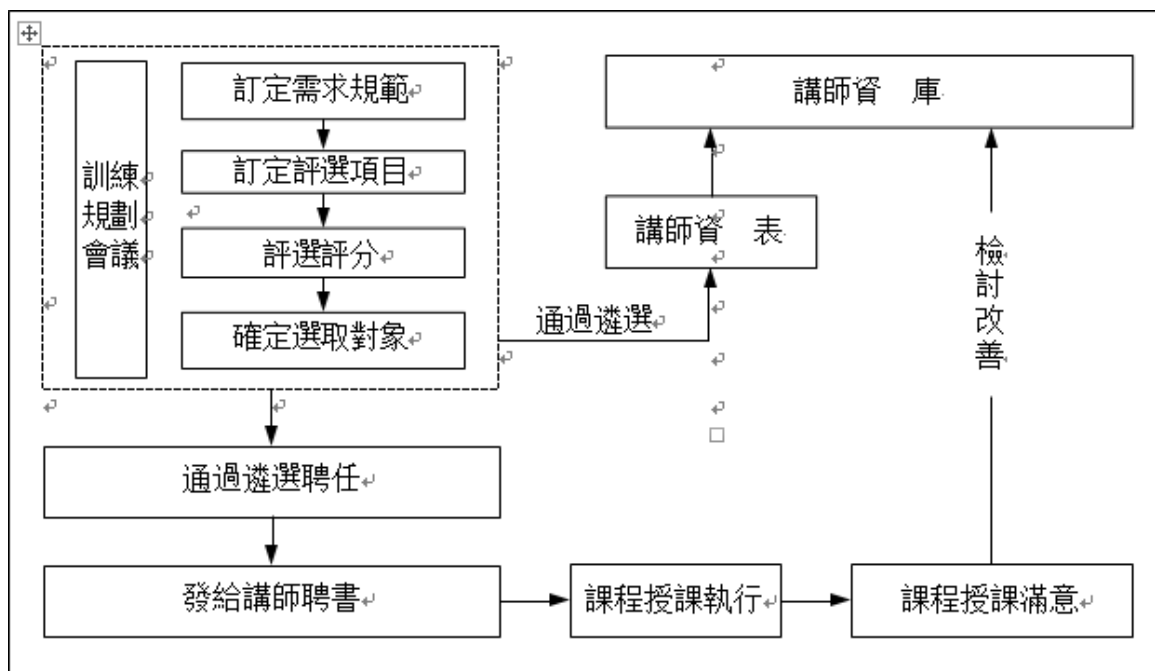 訓練
規劃
會議
訂定需求規範
訂定評選項目
評選評分
確定選取對象
通過遴選
講師資　表
講師資　庫
檢討改善
通過遴選聘任
發給講師聘書
課程授課執行
課程授課滿意